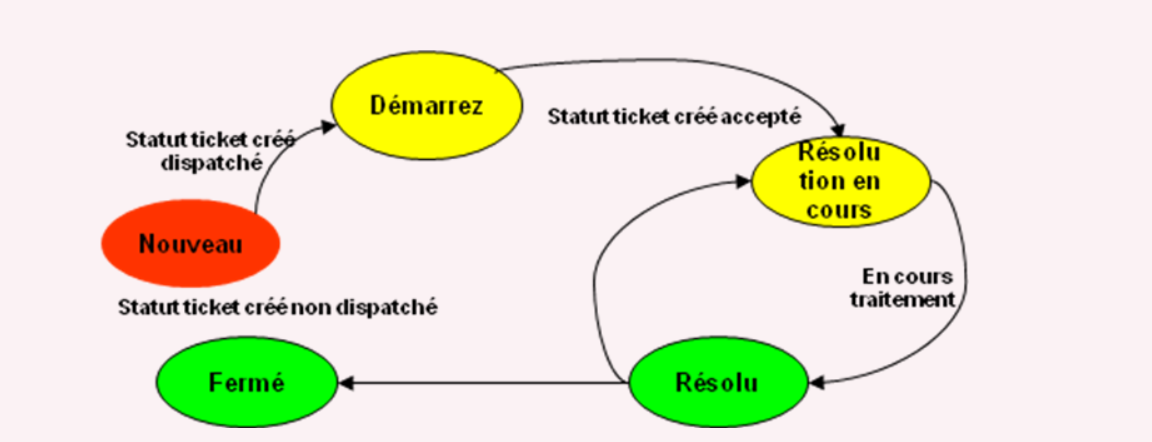 Démarrez
Statut ticket créé accepté
Statut ticket créé
dispatché
Résolu
tion en
cours
Nouveau
En cours
traitement
Statut ticket créé non dispatché
Fermé
Résolu